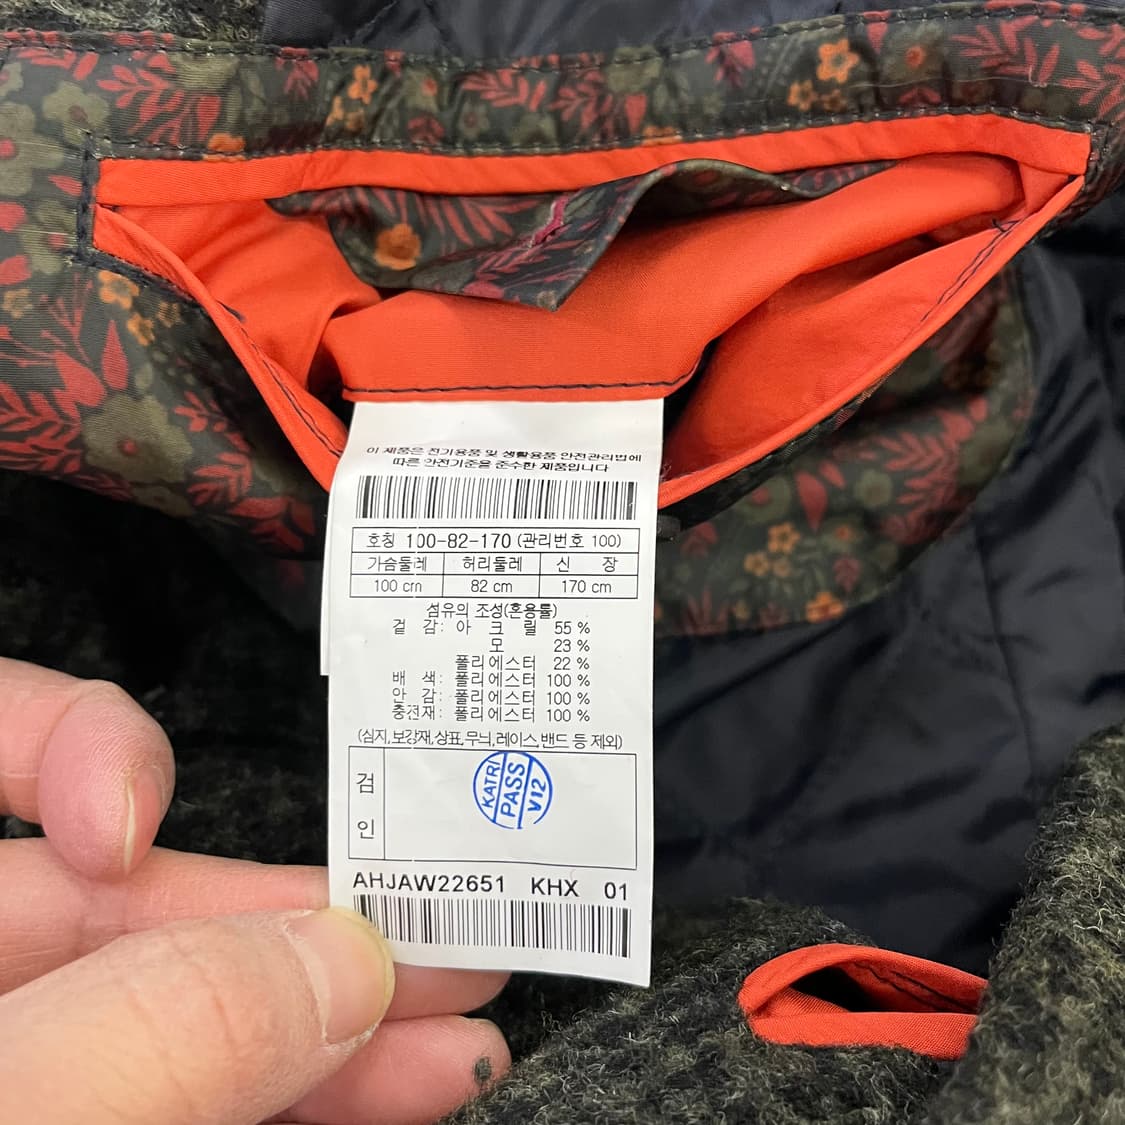 이 제품은 전기용품 및 생활용품 안전관리법에
따른 안전기준을 준수한 제품입니다
호칭 100-82-170 (관리번호 100)
가슴둘레 허리둘레 신 장
100 cm 82 cm 170 cm
섬유의 조성(혼용률)
겉 감: 아 크 릴 55 %
모 23 %
폴리에스터 22 %
배 색: 폴리에스터 100 %
안 감: 폴리에스터 100 %
충전재: 폴리에스터 100 %
(심지,보강재,상표,무늬,레이스,밴드 등 제외)
검
인
KATRI
PASS
V12
AHJAW22651 KHX 01